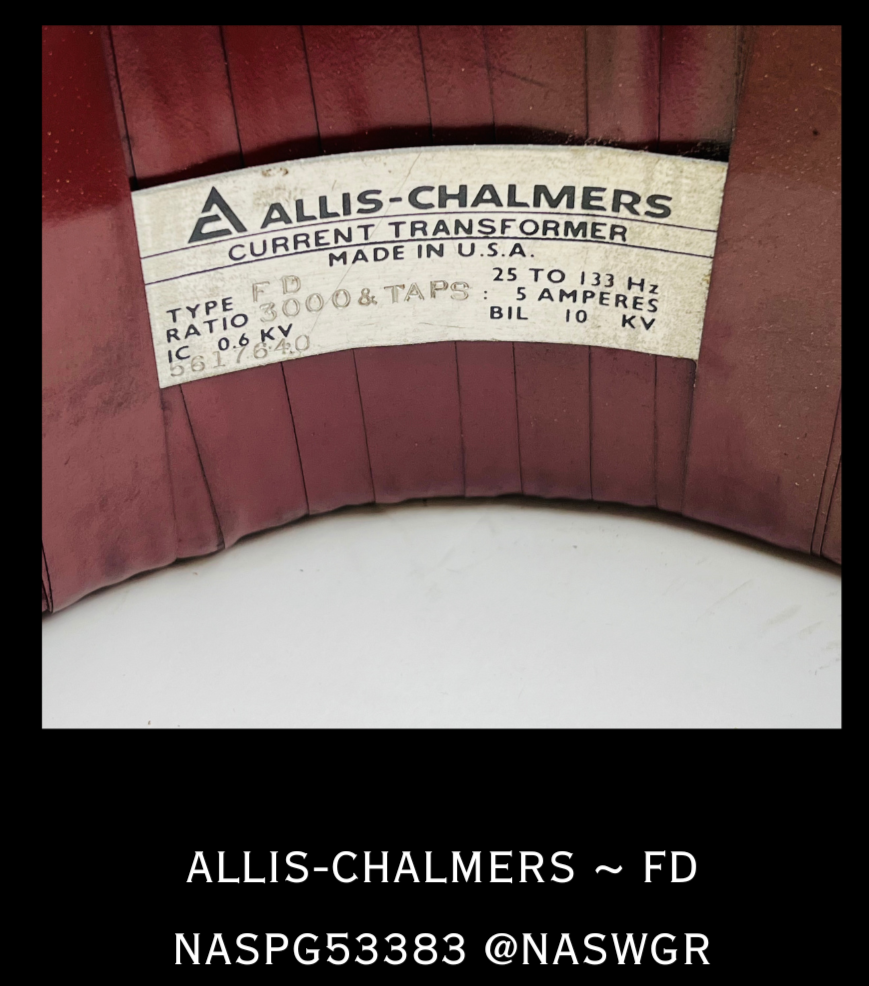 ALLIS-CHALMERS
CURRENT TRANSFORMER
MADE IN U.S.A.
TYPE FD 25 TO 133 Hz
RATIO 3000 & TAPS : 5 AMPERES
IC 0.6 KV BIL 10 KV
5617640
ALLIS-CHALMERS ~ FD
NASPG53383 @NASWGR